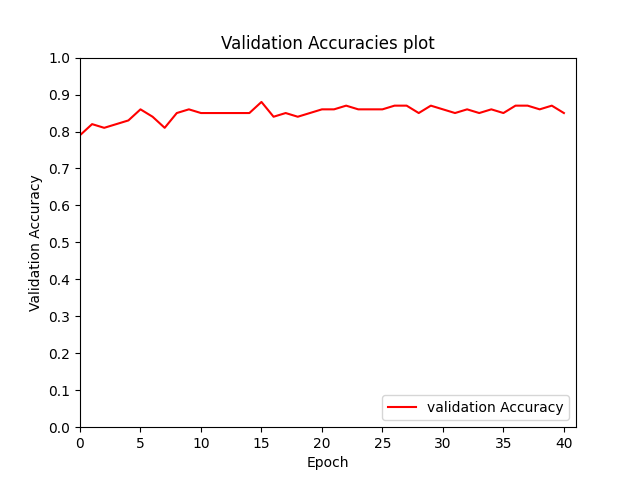 Validation Accuracies plot
1.0
0.9
0.8
0.7
0.6
0.5
0.4
0.3
0.2
0.1
0.0
Validation Accuracy
validation Accuracy
0 5 10 15 20 25 30 35 40
Epoch